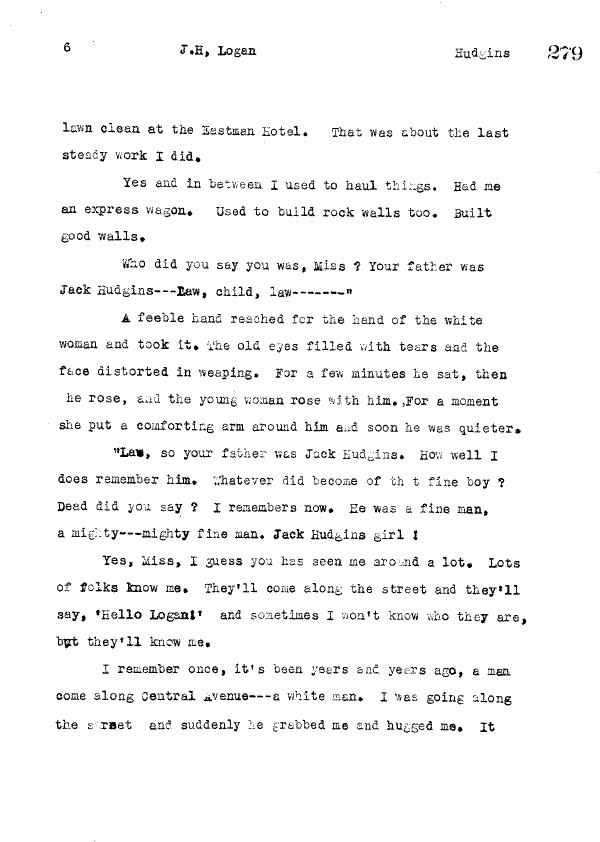 6 J.H, Logan Hudgins 279
lawn clean at the Eastman Hotel. That was about the last
steady work I did.
Yes and in between I used to haul things. Had me
an express wagon. Used to build rock walls too. Built
good walls.
Who did you say you was, Miss ? Your father was
Jack Hudgins---Law, child, law-------"
A feeble hand reached for the hand of the white
woman and took it. The old eyes filled with tears and the
face distorted in weaping. For a few minutes he sat, then
he rose, and the young woman rose with him.,For a moment
she put a comforting arm around him and soon he was quieter.
"Law, so your father was Jack Hudgins. How well I
does remember him. Whatever did become of th t fine boy ?
Dead did you say ? I remembers now. He was a fine man,
a mighty---mighty fine man. Jack Hudgins girl !
Yes, Miss, I guess you has seen me around a lot. Lots
of folks know me. They'll come along the street and they'll
say, 'Hello Logan!' and sometimes I won't know who they are,
but they'll know me.
I remember once, it's been years and years ago, a man
come along Central Avenue---a white man. I was going along
the street and suddenly he grabbed me and hugged me. It